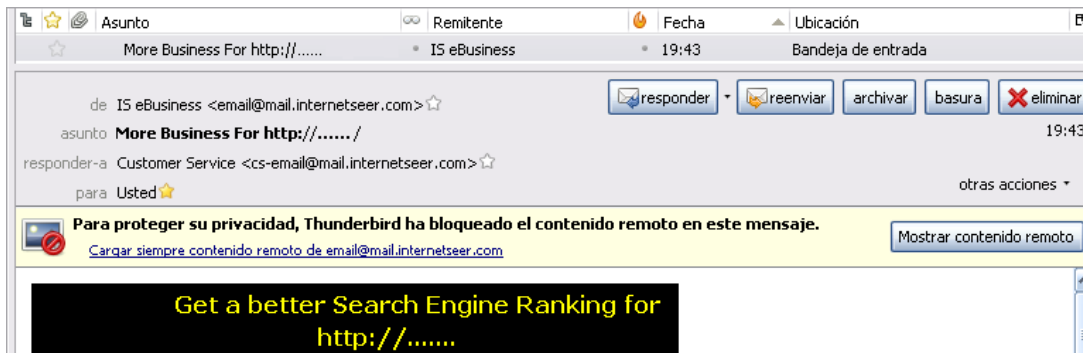 Asunto Remitente Fecha Ubicación
More Business For http://...... IS eBusiness 19:43 Bandeja de entrada
de IS eBusiness <email@mail.internetseer.com> responder reenviar archivar basura eliminar
asunto More Business For http://...... / 19:43
responder-a Customer Service <cs-email@mail.internetseer.com>
para Usted otras acciones
Para proteger su privacidad, Thunderbird ha bloqueado el contenido remoto en este mensaje.
Mostrar contenido remoto
Cargar siempre contenido remoto de email@mail.internetseer.com
Get a better Search Engine Ranking for
http://.......